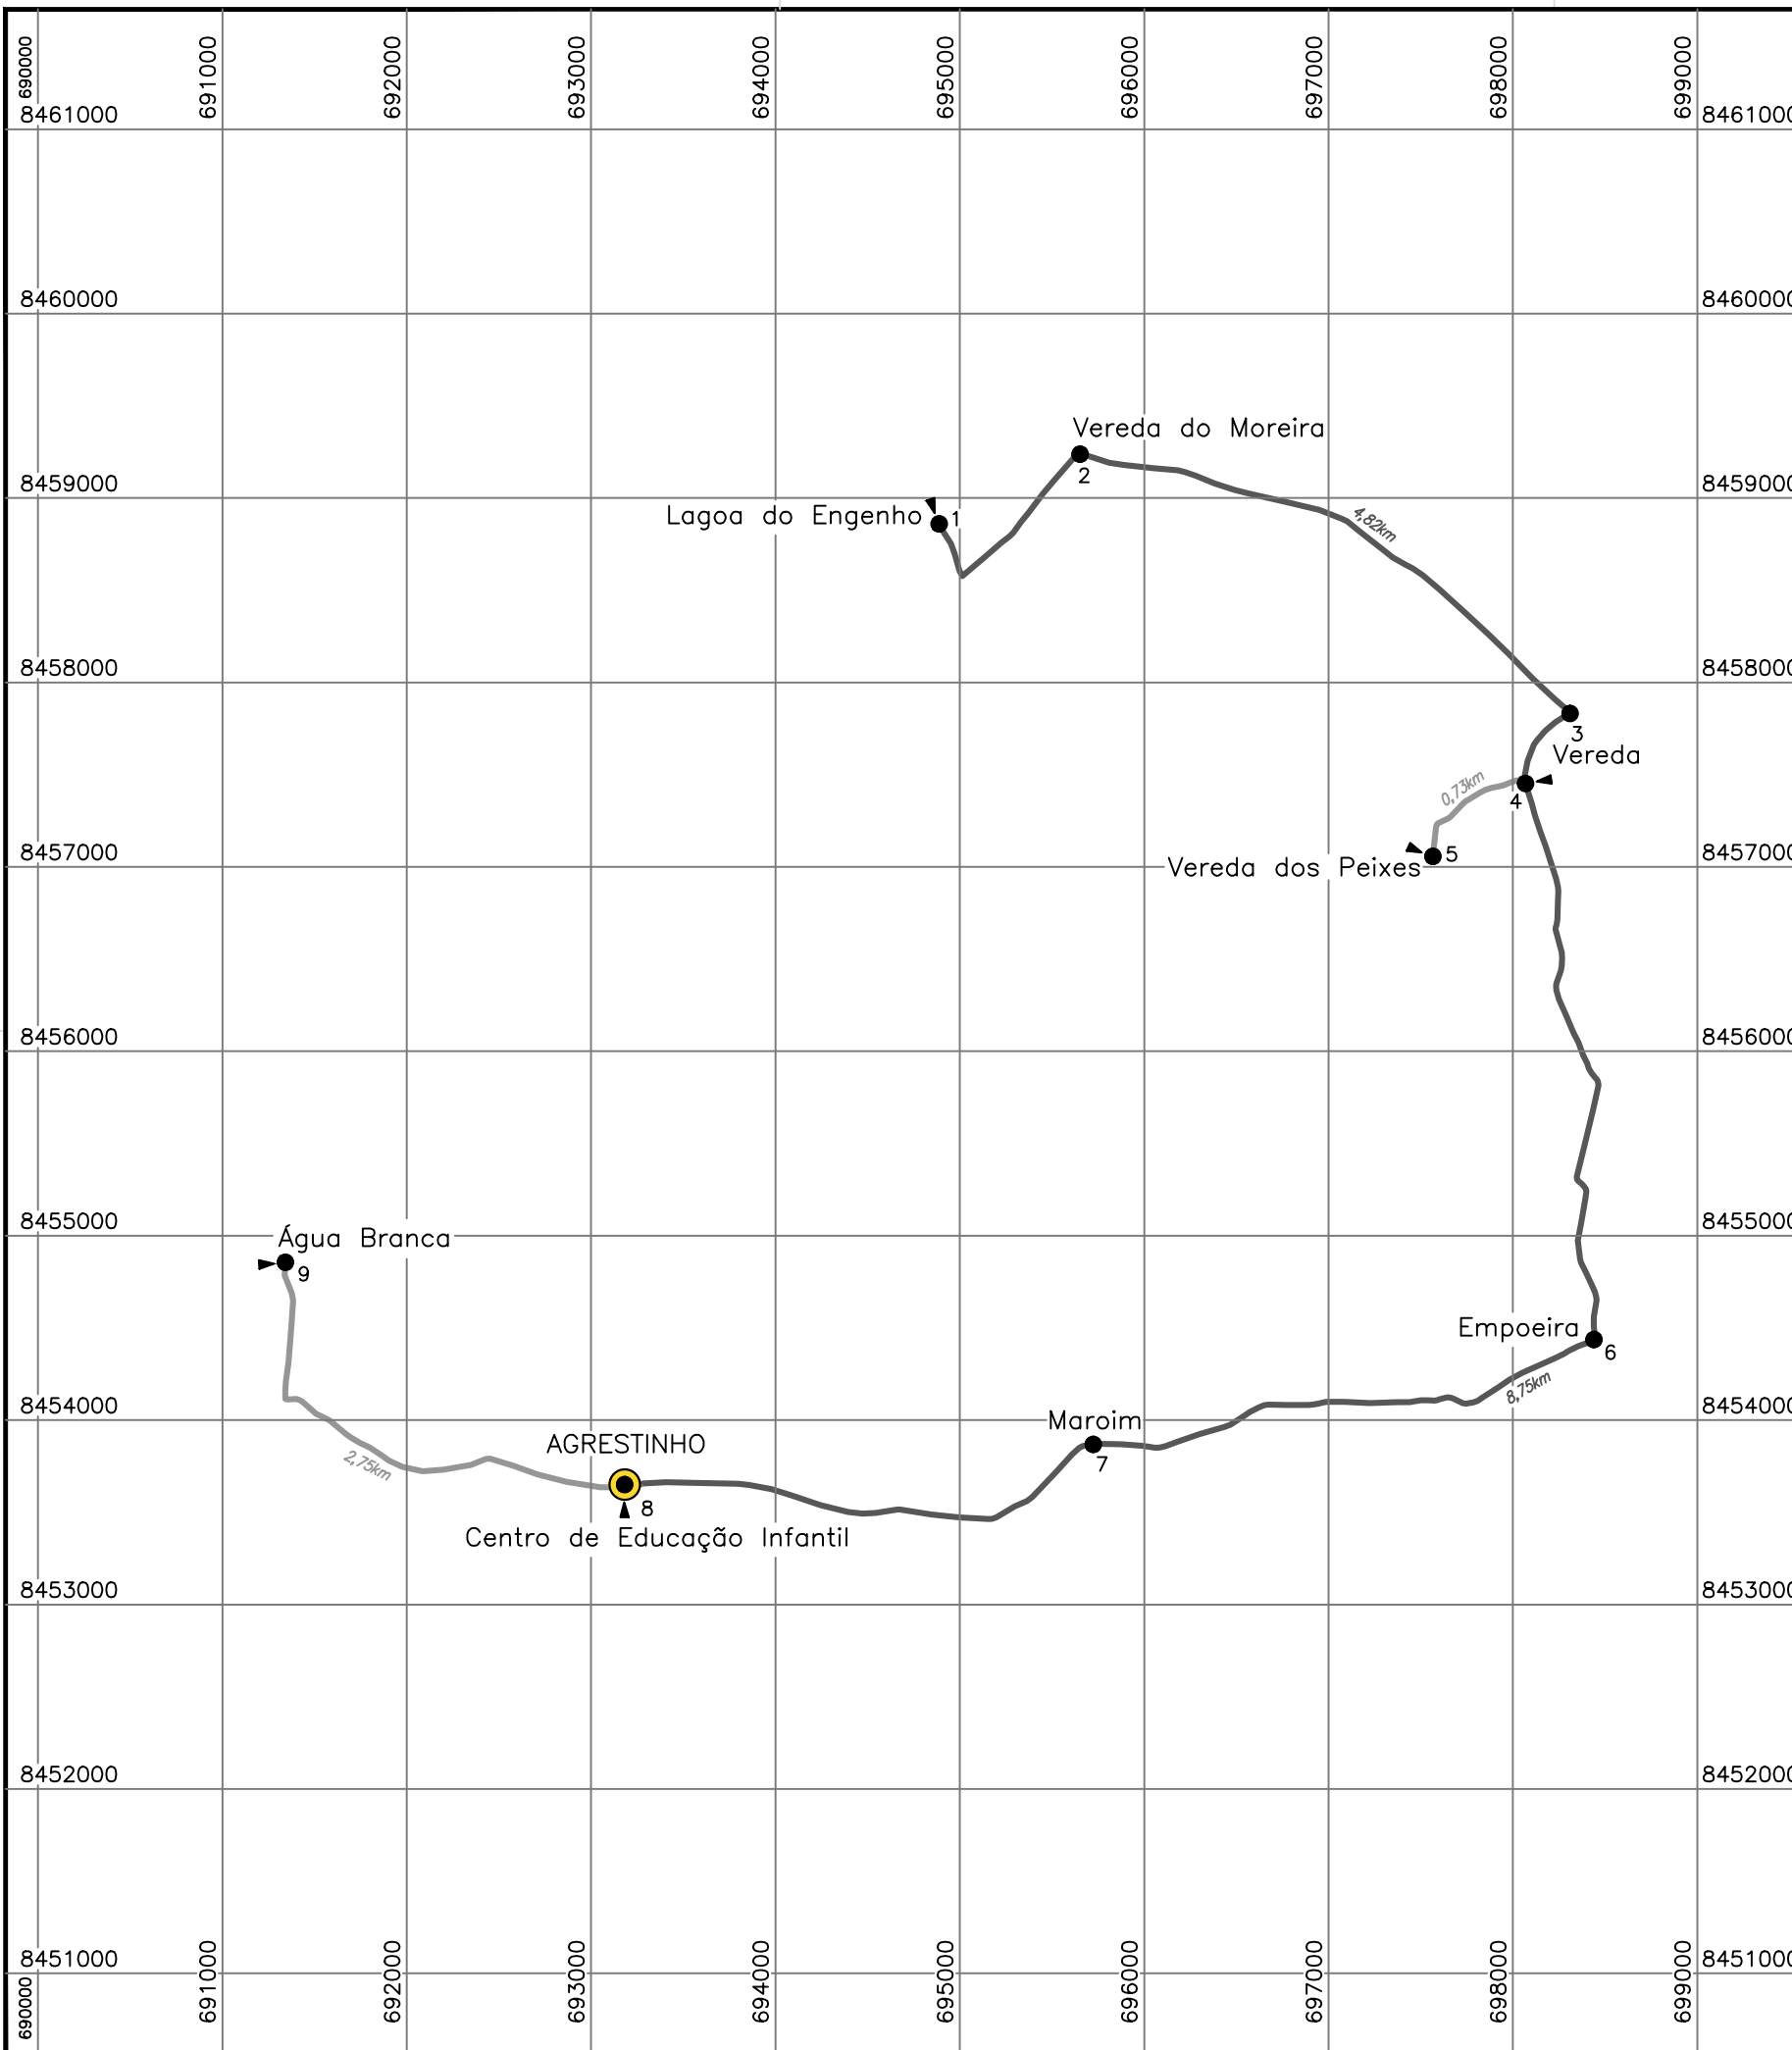 690000 691000 692000 693000 694000 695000 696000 697000 698000 699000
8461000 8461000
8460000 8460000
Vereda do Moreira
2
8459000 8459000
Lagoa do Engenho 1
4,82km
8458000 8458000
3
Vereda
0,73km
4
8457000 8457000
Vereda dos Peixes 5
8456000 8456000
8455000 8455000
Água Branca
9
Empoeira
6
8,75km
8454000 8454000
Maroim
7
AGRESTINHO
2,75km
8
Centro de Educação Infantil
8453000 8453000
8452000 8452000
8451000 8451000
690000 691000 692000 693000 694000 695000 696000 697000 698000 699000